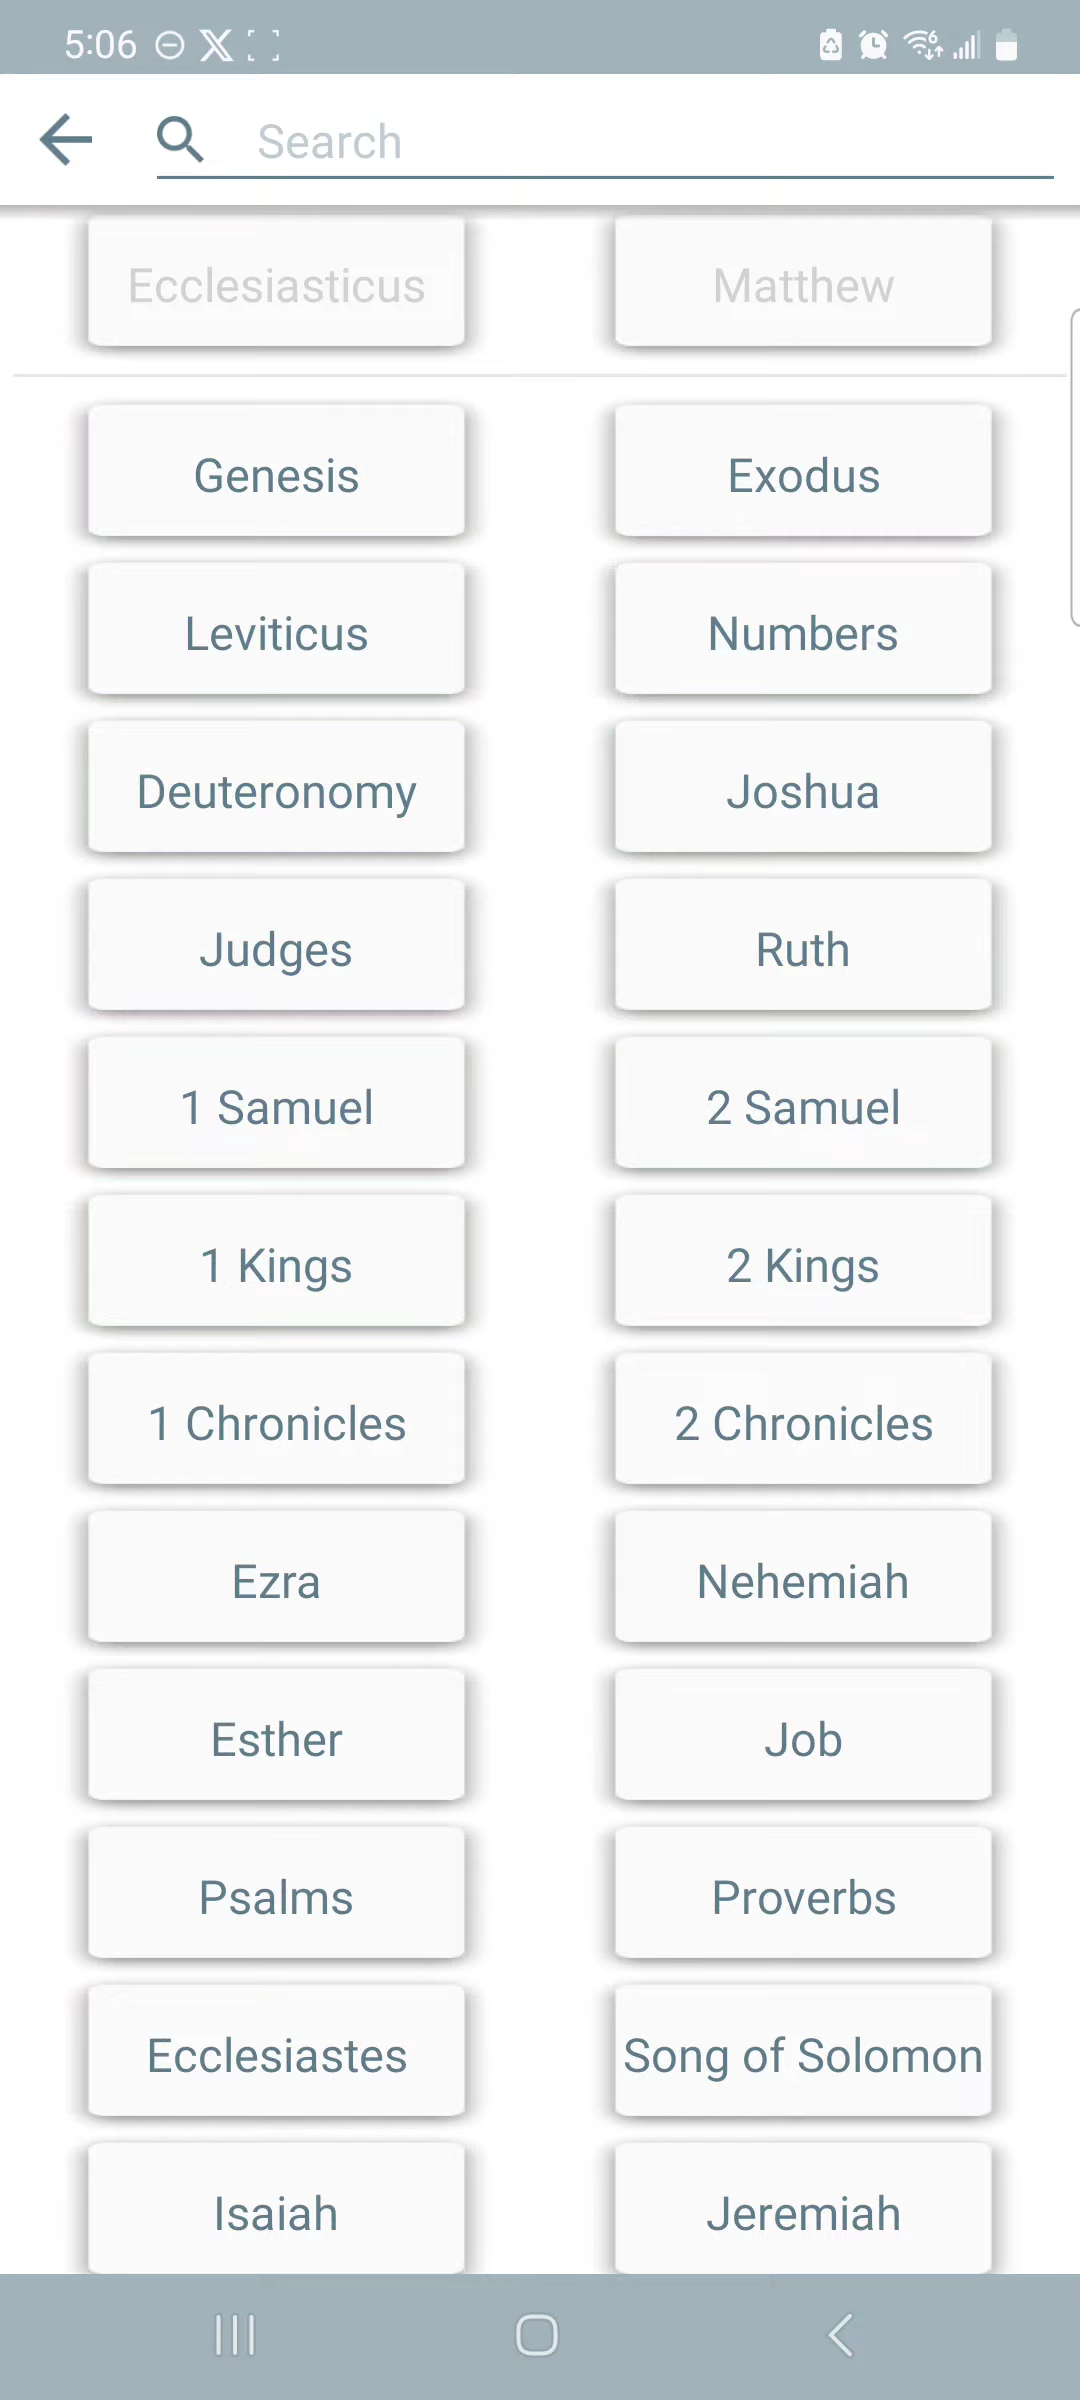 5:06
Search
Ecclesiasticus Matthew
Genesis Exodus
Leviticus Numbers
Deuteronomy Joshua
Judges Ruth
1 Samuel 2 Samuel
1 Kings 2 Kings
1 Chronicles 2 Chronicles
Ezra Nehemiah
Esther Job
Psalms Proverbs
Ecclesiastes Song of Solomon
Isaiah Jeremiah